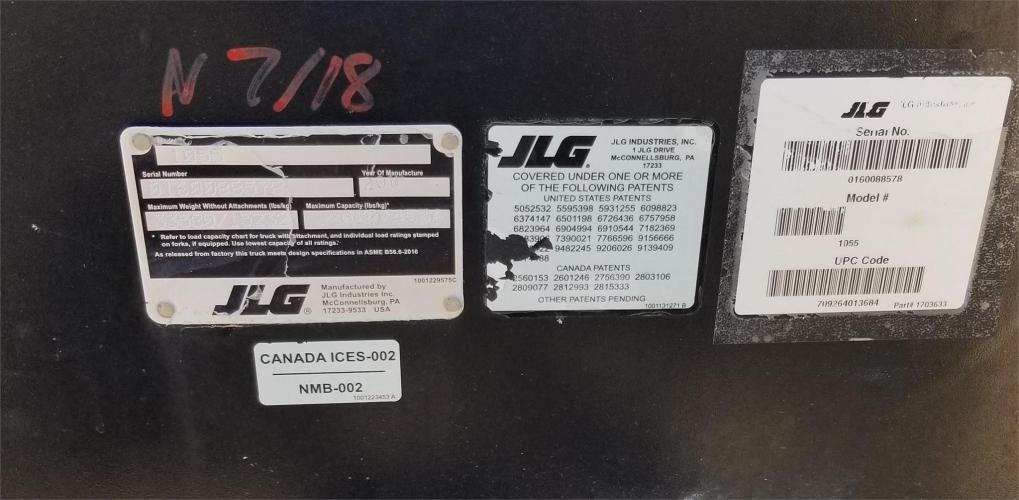 N 7/18
1055
Serial Number
Year Of Manufacture
Maximum Weight Without Attachments (lbs/kg)
Maximum Capacity (lbs/kg)*
* Refer to load capacity chart for truck with attachment, and individual load ratings stamped
on forks, if equipped. Use lowest capacity of all ratings.
As released from factory this truck meets design specifications in ASME B56.6-2016
1001229575C
JLG®
Manufactured by
JLG Industries Inc.
McConnellsburg, PA
17233-9533 USA
CANADA ICES-002
NMB-002
1001223453 A
JLG®
JLG INDUSTRIES, INC.
1 JLG DRIVE
McCONNELLSBURG, PA
17233
COVERED UNDER ONE OR MORE
OF THE FOLLOWING PATENTS
UNITED STATES PATENTS
5052532 5595398 5931255 6098823
6374147 6501198 6726436 6757958
6823964 6904994 6910544 7182369
7390021 7766596 9156666
9482245 9206026 9139409
CANADA PATENTS
2560153 2601246 2756390 2803106
2809077 2812993 2815333
OTHER PATENTS PENDING
1001131271 B
JLG JLG Industries, Inc.
Serial No.
0160088578
Model #
1055
UPC Code
709264013684 Part# 1703633